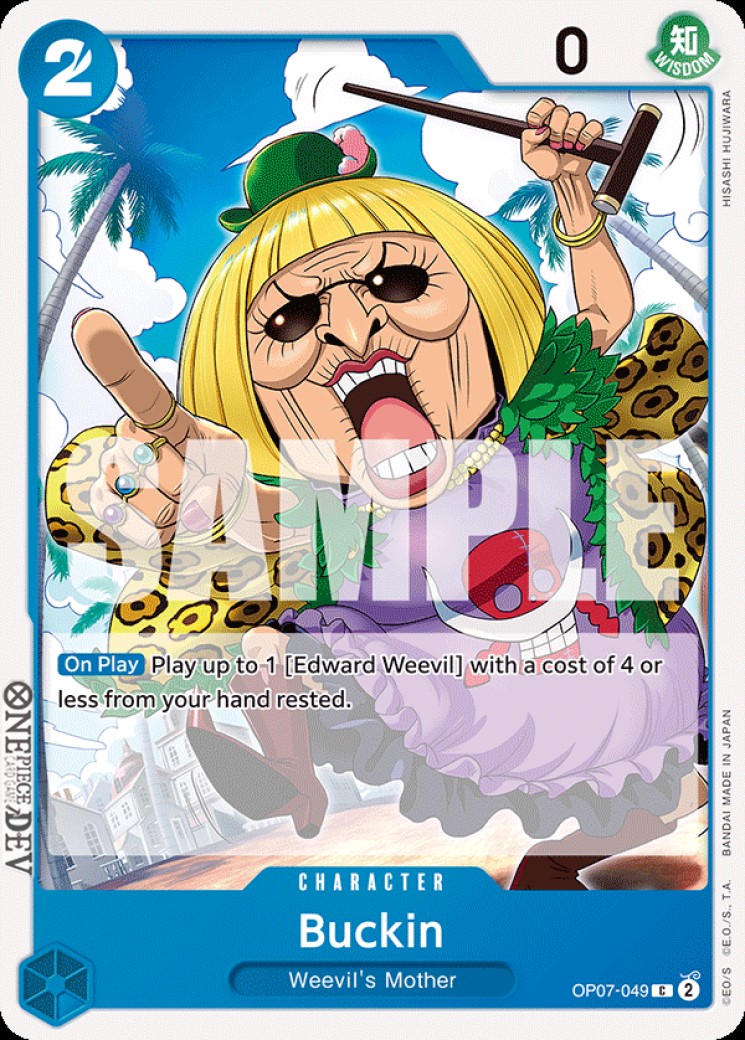 2
0
知
WISDOM
HISASHI HUJIWARA
SAMPLE
On Play Play up to 1 [Edward Weevil] with a cost of 4 or
less from your hand rested.
ONE PIECE
CARD GAME
/DEV
BANDAI MADE IN JAPAN
©E.O./S., T.A.
©EO/S
CHARACTER
Buckin
Weevil's Mother
OP07-049 C 2